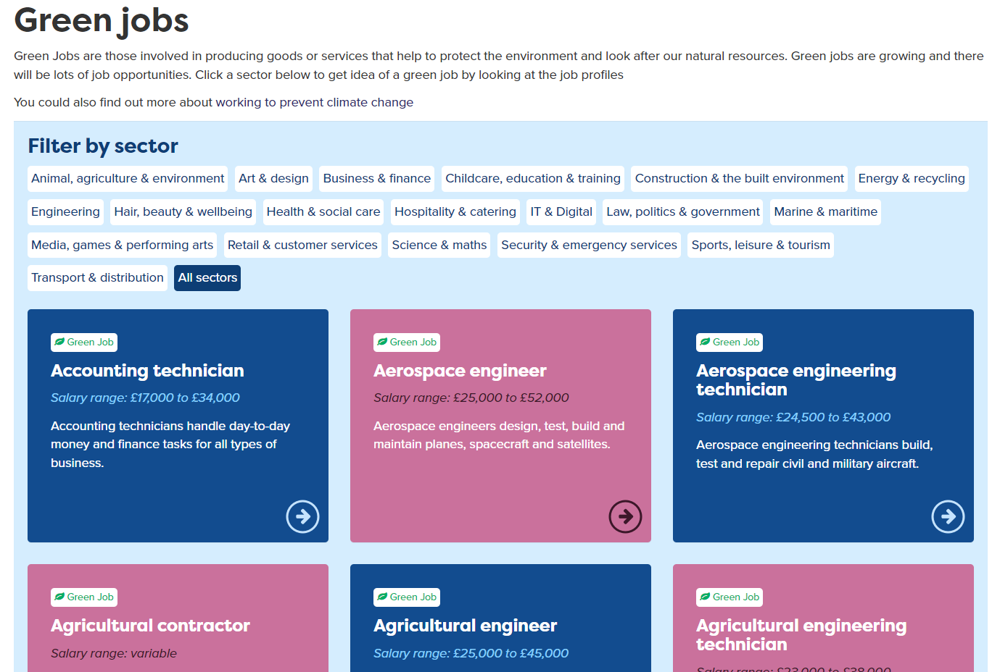 Green jobs
Green Jobs are those involved in producing goods or services that help to protect the environment and look after our natural resources. Green jobs are growing and there
will be lots of job opportunities. Click a sector below to get idea of a green job by looking at the job profiles
You could also find out more about working to prevent climate change
Filter by sector
Animal, agriculture & environment Art & design Business & finance Childcare, education & training Construction & the built environment Energy & recycling
Engineering Hair, beauty & wellbeing Health & social care Hospitality & catering IT & Digital Law, politics & government Marine & maritime
Media, games & performing arts Retail & customer services Science & maths Security & emergency services Sports, leisure & tourism
Transport & distribution All sectors
Green Job
Accounting technician
Salary range: £17,000 to £34,000
Accounting technicians handle day-to-day
money and finance tasks for all types of
business.
Green Job
Aerospace engineer
Salary range: £25,000 to £52,000
Aerospace engineers design, test, build and
maintain planes, spacecraft and satellites.
Green Job
Aerospace engineering
technician
Salary range: £24,500 to £43,000
Aerospace engineering technicians build,
test and repair civil and military aircraft.
Green Job
Agricultural contractor
Salary range: variable
Green Job
Agricultural engineer
Salary range: £25,000 to £45,000
Green Job
Agricultural engineering
technician
Salary range: £23,000 to £38,000